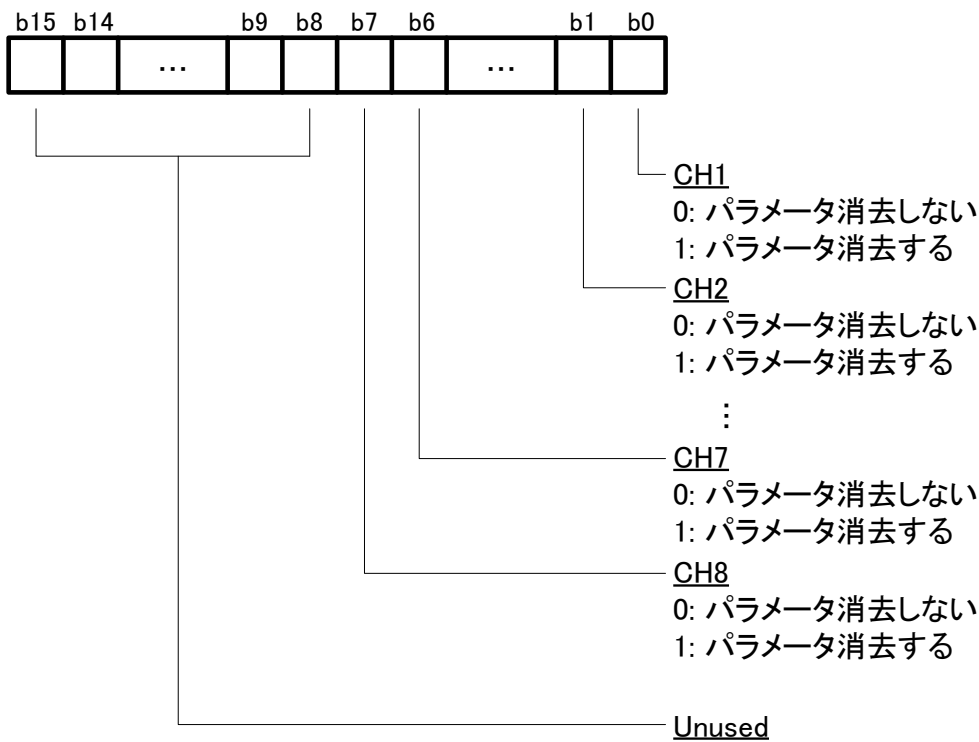 b15 b14 b9 b8 b7 b6 b1 b0
… …
CH1
0: パラメータ消去しない
1: パラメータ消去する
CH2
0: パラメータ消去しない
1: パラメータ消去する
⋮
CH7
0: パラメータ消去しない
1: パラメータ消去する
CH8
0: パラメータ消去しない
1: パラメータ消去する
Unused